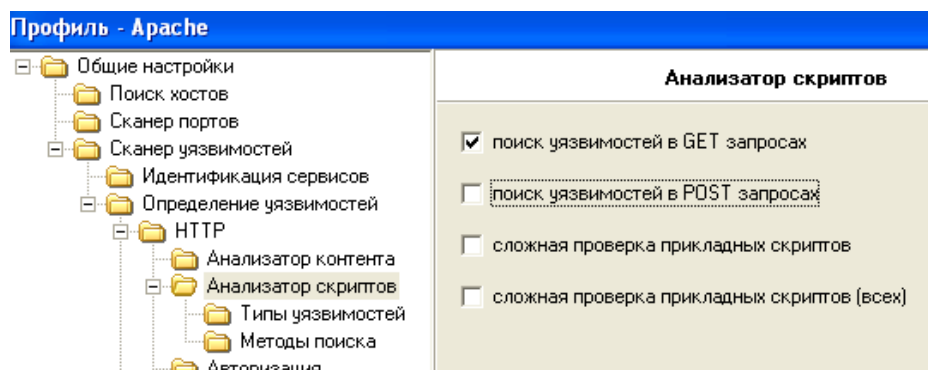 Профиль - Apache
Общие настройки
Поиск хостов
Сканер портов
Сканер уязвимостей
Идентификация сервисов
Определение уязвимостей
HTTP
Анализатор контента
Анализатор скриптов
Типы уязвимостей
Методы поиска
Авторизация
Анализатор скриптов
поиск уязвимостей в GET запросах
поиск уязвимостей в POST запросах
сложная проверка прикладных скриптов
сложная проверка прикладных скриптов (всех)